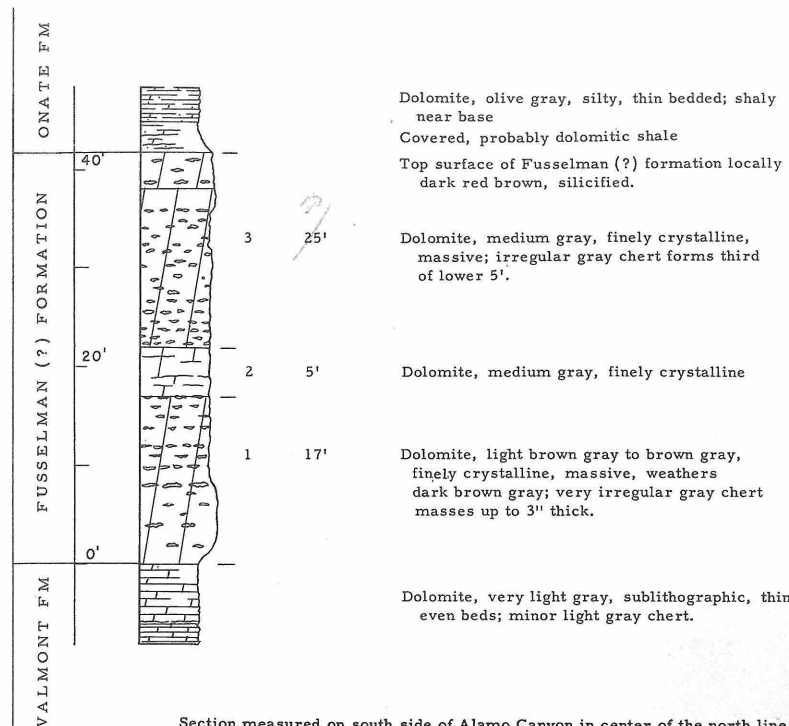 ONATE FM
Dolomite, olive gray, silty, thin bedded; shaly
near base
Covered, probably dolomitic shale
40'
Top surface of Fusselman (?) formation locally
dark red brown, silicified.
FUSSELMAN (?) FORMATION
3 25' Dolomite, medium gray, finely crystalline,
massive; irregular gray chert forms third
of lower 5'.
20'
2 5' Dolomite, medium gray, finely crystalline
1 17' Dolomite, light brown gray to brown gray,
finely crystalline, massive, weathers
dark brown gray; very irregular gray chert
masses up to 3" thick.
0'
VALMONT FM
Dolomite, very light gray, sublithographic, thin
even beds; minor light gray chert.
Section measured on south side of Alamo Canyon in center of the north line